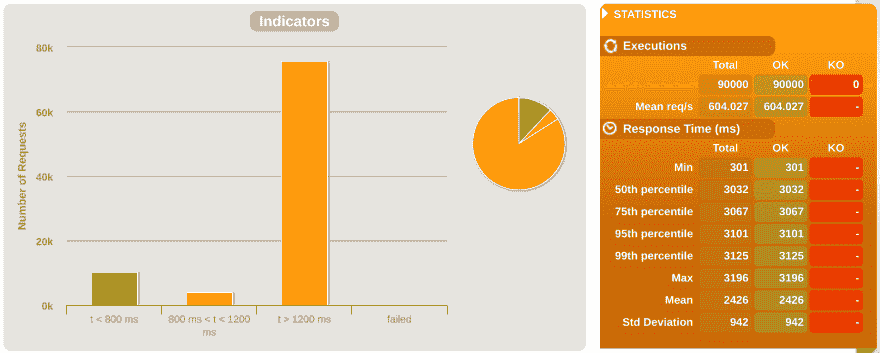 Indicators
80k
60k
40k
20k
0k
Number of Requests
t < 800 ms
800 ms < t < 1200
ms
t > 1200 ms
failed
STATISTICS
Executions
Total OK KO
90000 90000 0
Mean req/s 604.027 604.027 -
Response Time (ms)
Total OK KO
Min 301 301 -
50th percentile 3032 3032 -
75th percentile 3067 3067 -
95th percentile 3101 3101 -
99th percentile 3125 3125 -
Max 3196 3196 -
Mean 2426 2426 -
Std Deviation 942 942 -